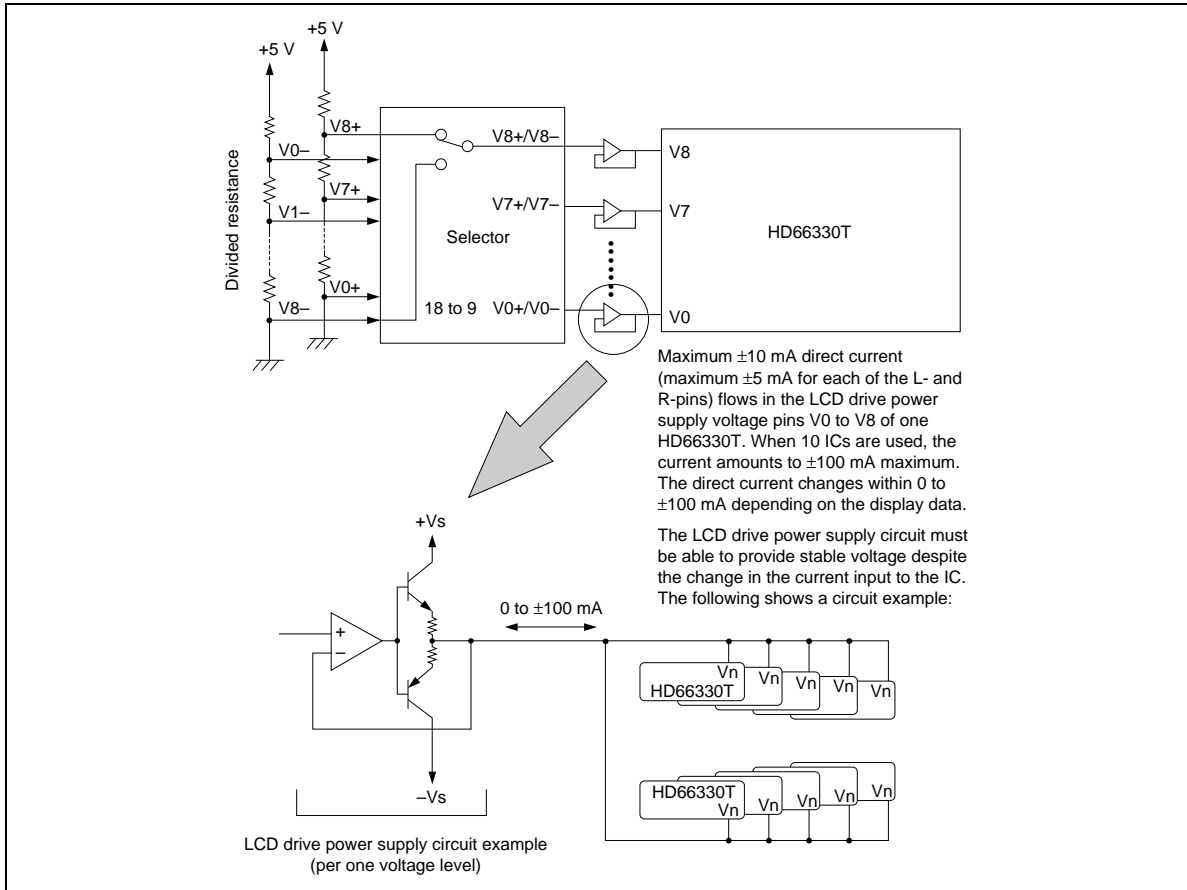 +5 V
+5 V
Divided resistance
V8+
V0–
V7+
V1–
V0+
V8–
Selector
18 to 9
V8+/V8–
V7+/V7–
V0+/V0–
V8
V7
V0
HD66330T
Maximum ±10 mA direct current
(maximum ±5 mA for each of the L- and
R-pins) flows in the LCD drive power
supply voltage pins V0 to V8 of one
HD66330T. When 10 ICs are used, the
current amounts to ±100 mA maximum.
The direct current changes within 0 to
±100 mA depending on the display data.
The LCD drive power supply circuit must
be able to provide stable voltage despite
the change in the current input to the IC.
The following shows a circuit example:
+Vs
+
–
0 to ±100 mA
–Vs
Vn Vn Vn Vn Vn
HD66330T
HD66330T
Vn Vn Vn Vn Vn
LCD drive power supply circuit example
(per one voltage level)